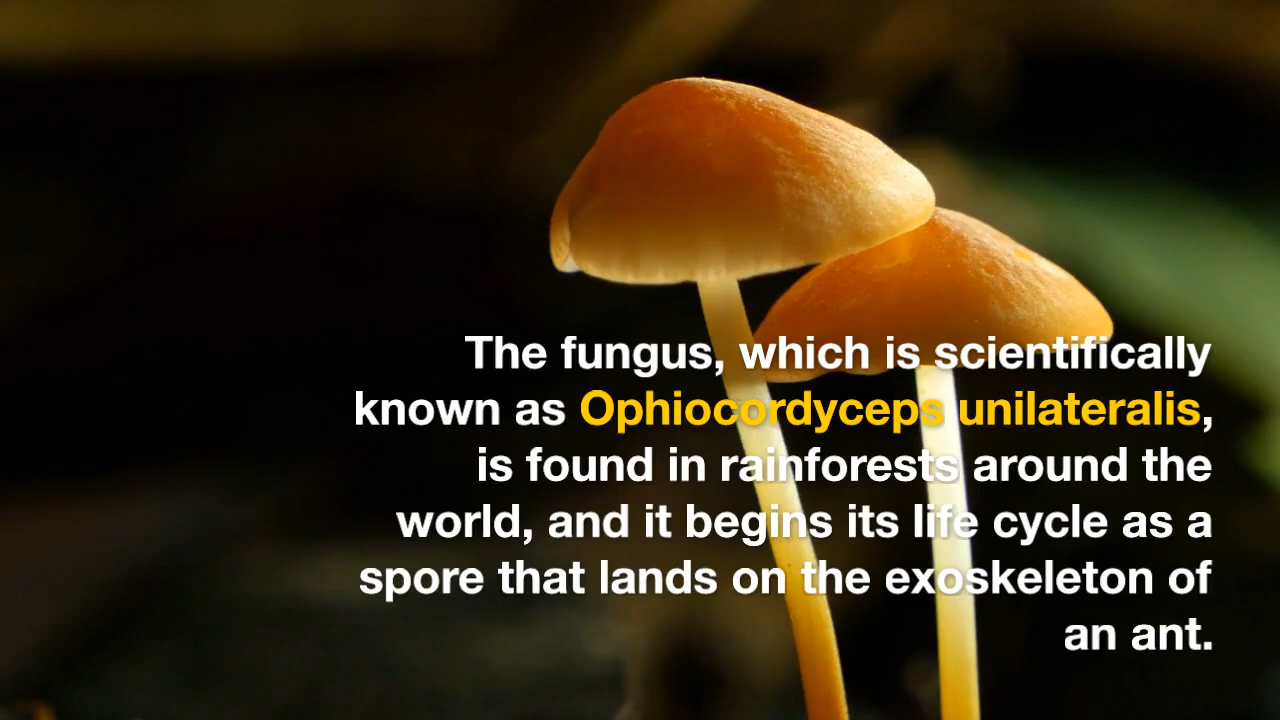 The fungus, which is scientifically
known as Ophiocordyceps unilateralis,
is found in rainforests around the
world, and it begins its life cycle as a
spore that lands on the exoskeleton of
an ant.